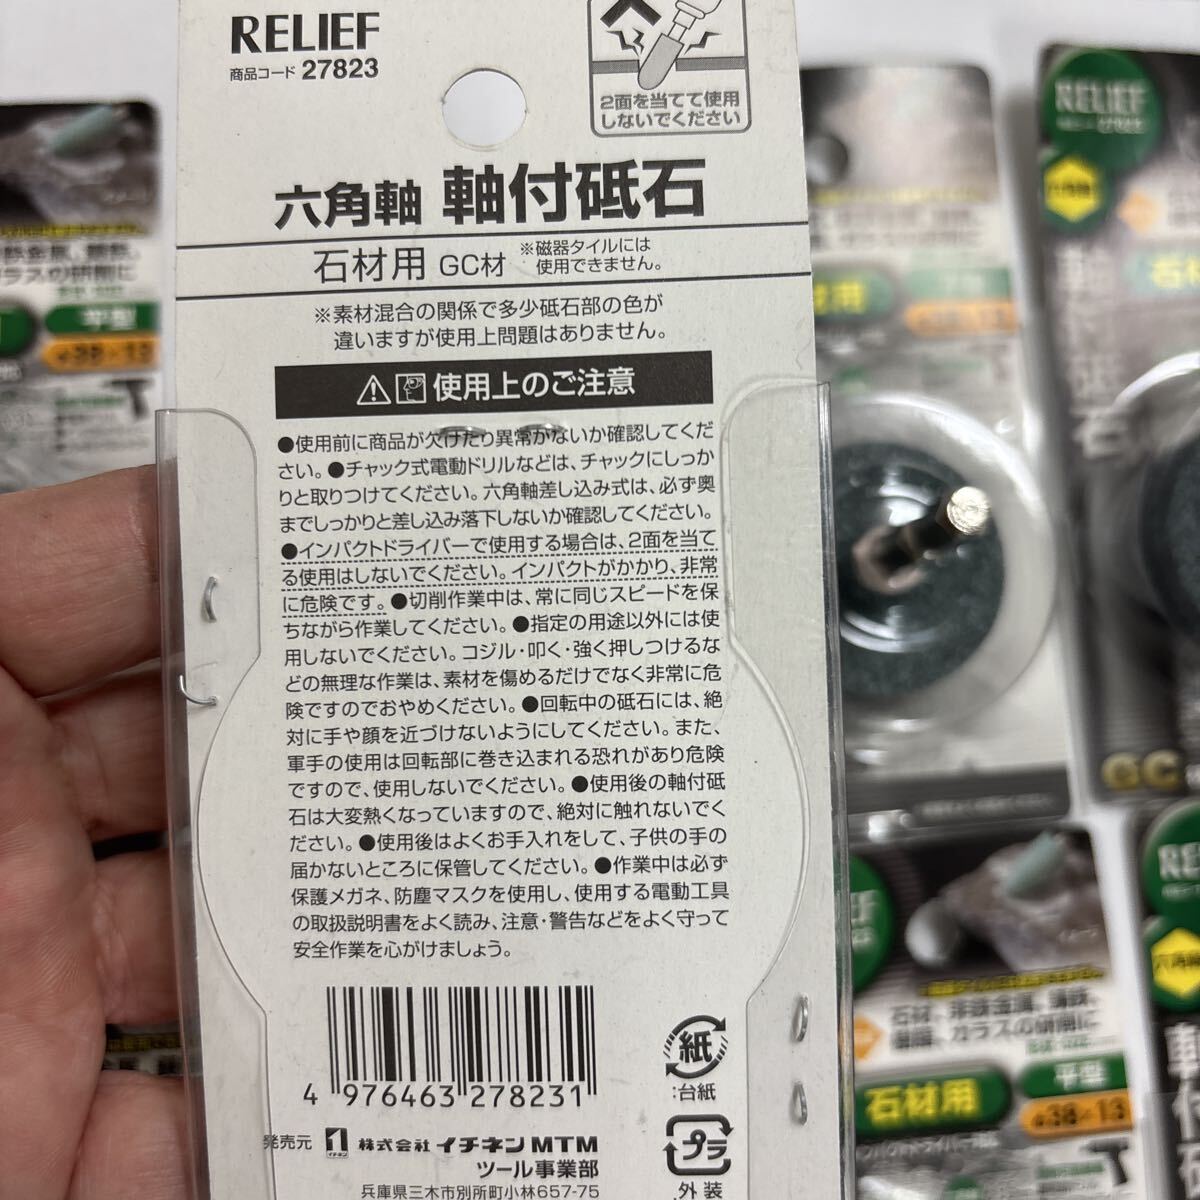 RELIEF
商品コード 27823
2面を当てて使用
しないでください
六角軸 軸付砥石
石材用 GC材 ※磁器タイルには
使用できません。
※素材混合の関係で多少砥石部の色が
違いますが使用上問題はありません。
使用上のご注意
●使用前に商品が欠けたり異常がないか確認してくだ
さい。●チャック式電動ドリルなどは、チャックにしっか
りと取りつけてください。六角軸差し込み式は、必ず奥
までしっかりと差し込み落下しないか確認してください。
●インパクトドライバーで使用する場合は、2面を当て
る使用はしないでください。インパクトがかかり、非常
に危険です。●切削作業中は、常に同じスピードを保
ちながら作業してください。●指定の用途以外には使
用しないでください。コジル・叩く・強く押しつけるな
どの無理な作業は、素材を傷めるだけでなく非常に危
険ですのでおやめください。●回転中の砥石には、絶
対に手や顔を近づけないようにしてください。また、
軍手の使用は回転部に巻き込まれる恐れがあり危険
ですので、使用しないでください。●使用後の軸付砥
石は大変熱くなっていますので、絶対に触れないでく
ださい。●使用後はよくお手入れをして、子供の手の
届かないところに保管してください。●作業中は必ず
保護メガネ、防塵マスクを使用し、使用する電動工具
の取扱説明書をよく読み、注意・警告などをよく守って
安全作業を心がけましょう。
4 976463 278231
紙
:台紙
発売元 イチネン 株式会社 イチネンMTM
ツール事業部
兵庫県三木市別所町小林657-75
プラ
:外装
RELIEF
石材用
平型
GC
石材、非鉄金属、鋳鉄、
樹脂、ガラスの研削に
石材用
平型